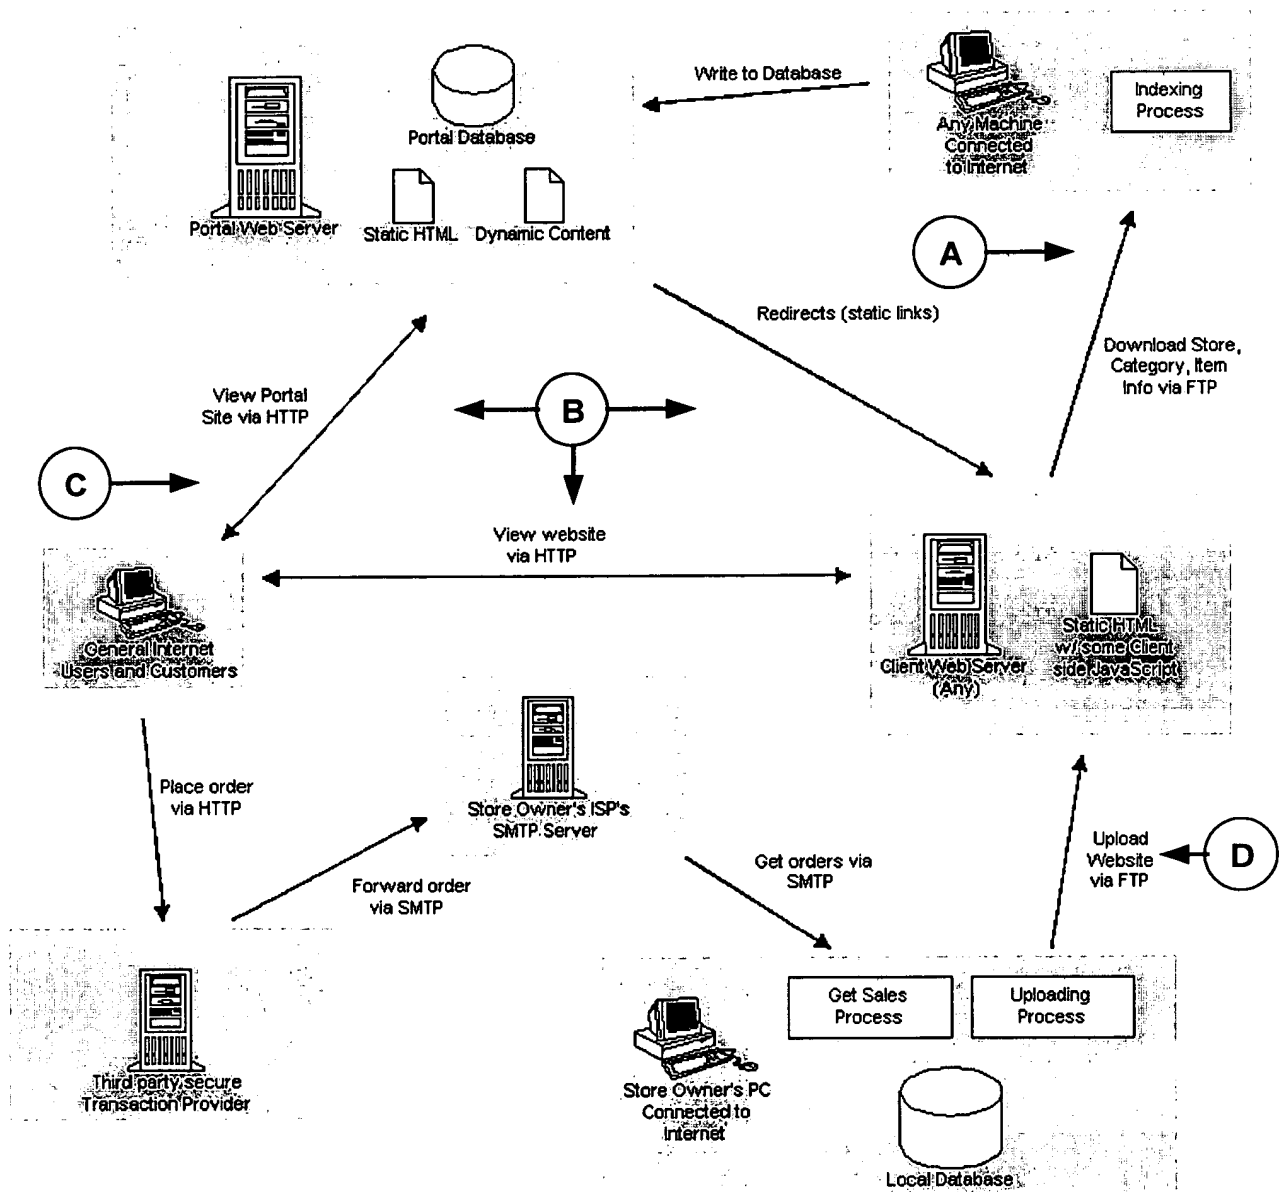 Write to Database
Portal Database
Portal Web Server
Static HTML
Dynamic Content
Any Machine
Connected
to Internet
Indexing
Process
A
Redirects (static links)
Download Store,
Category, Item
Info via FTP
View Portal
Site via HTTP
B
C
View website
via HTTP
General Internet
Users and Customers
Client Web Server
(Any)
Static HTML
w/ some Client
side JavaScript
Place order
via HTTP
Store Owner's ISP's
SMTP Server
Forward order
via SMTP
Get orders via
SMTP
Upload
Website
via FTP
D
Third party secure
Transaction Provider
Store Owner's PC
Connected to
Internet
Get Sales
Process
Uploading
Process
Local Database